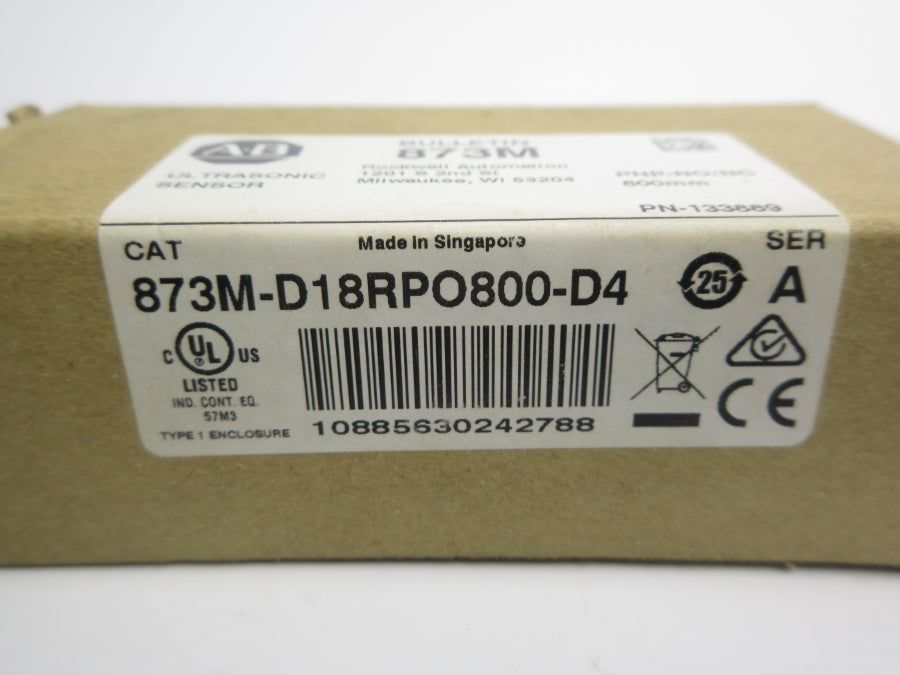 AB
BULLETIN
873M
ULTRASONIC
SENSOR
Rockwell Automation
1201 S 2nd St
Milwaukee, WI 53204
PNP-NO/NC
800mm
PN-133889
CAT
Made in Singapore
SER
873M-D18RPO800-D4
25
A
C UL US
LISTED
IND. CONT. EQ.
57M3
TYPE 1 ENCLOSURE
10885630242788
CE